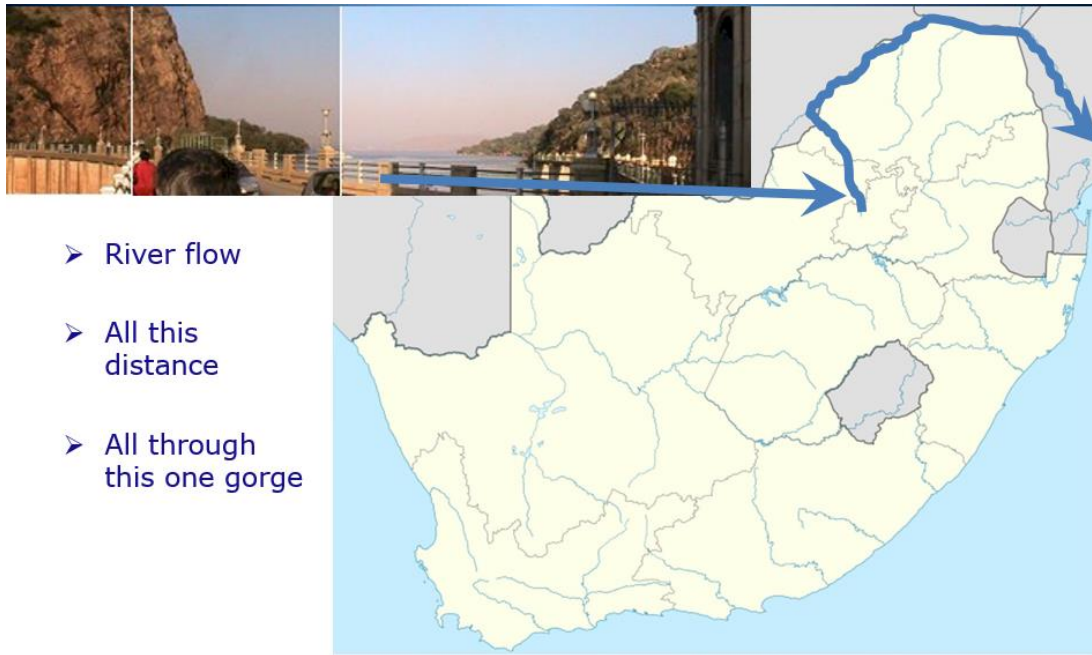 River flow
All this
distance
All through
this one gorge